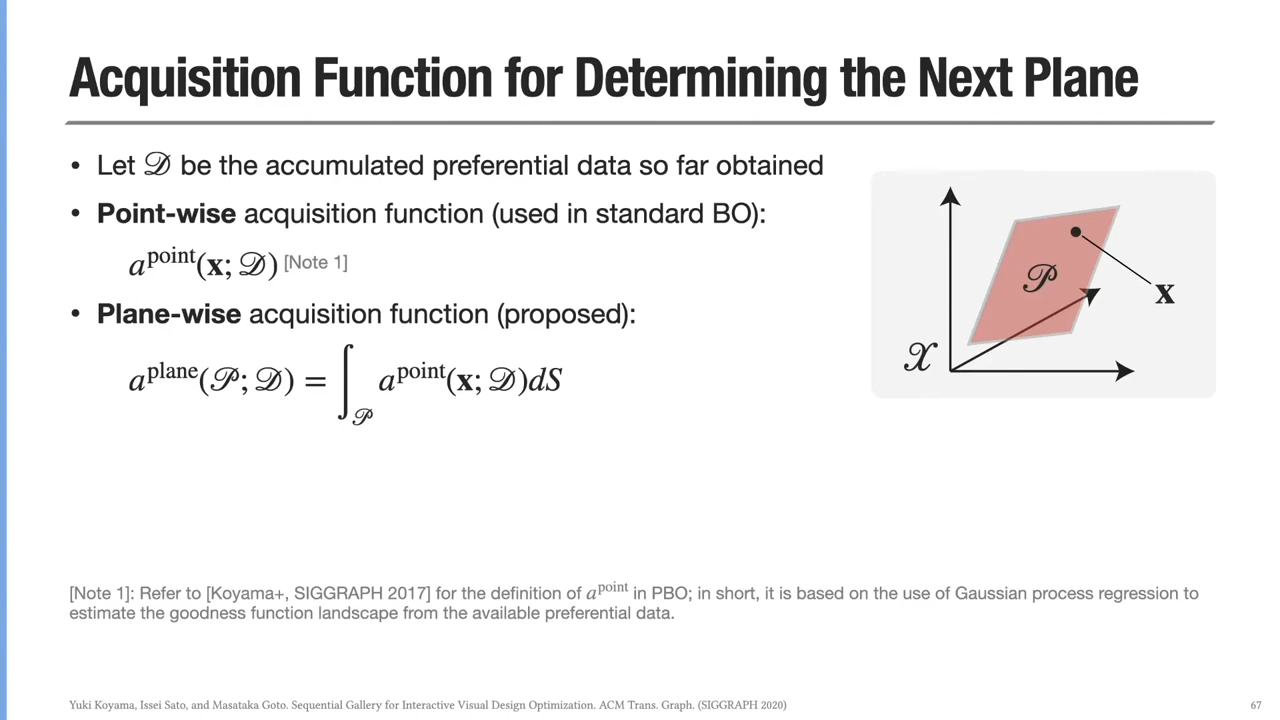 Acquisition Function for Determining the Next Plane
• Let 𝒟 be the accumulated preferential data so far obtained
• Point-wise acquisition function (used in standard BO):
a^point(x; 𝒟) [Note 1]
• Plane-wise acquisition function (proposed):
a^plane(𝒫; 𝒟) = ∫_𝒫 a^point(x; 𝒟)dS
𝒫
x
𝒳
[Note 1]: Refer to [Koyama+, SIGGRAPH 2017] for the definition of a^point in PBO; in short, it is based on the use of Gaussian process regression to
estimate the goodness function landscape from the available preferential data.
Yuki Koyama, Issei Sato, and Masataka Goto. Sequential Gallery for Interactive Visual Design Optimization. ACM Trans. Graph. (SIGGRAPH 2020)
67